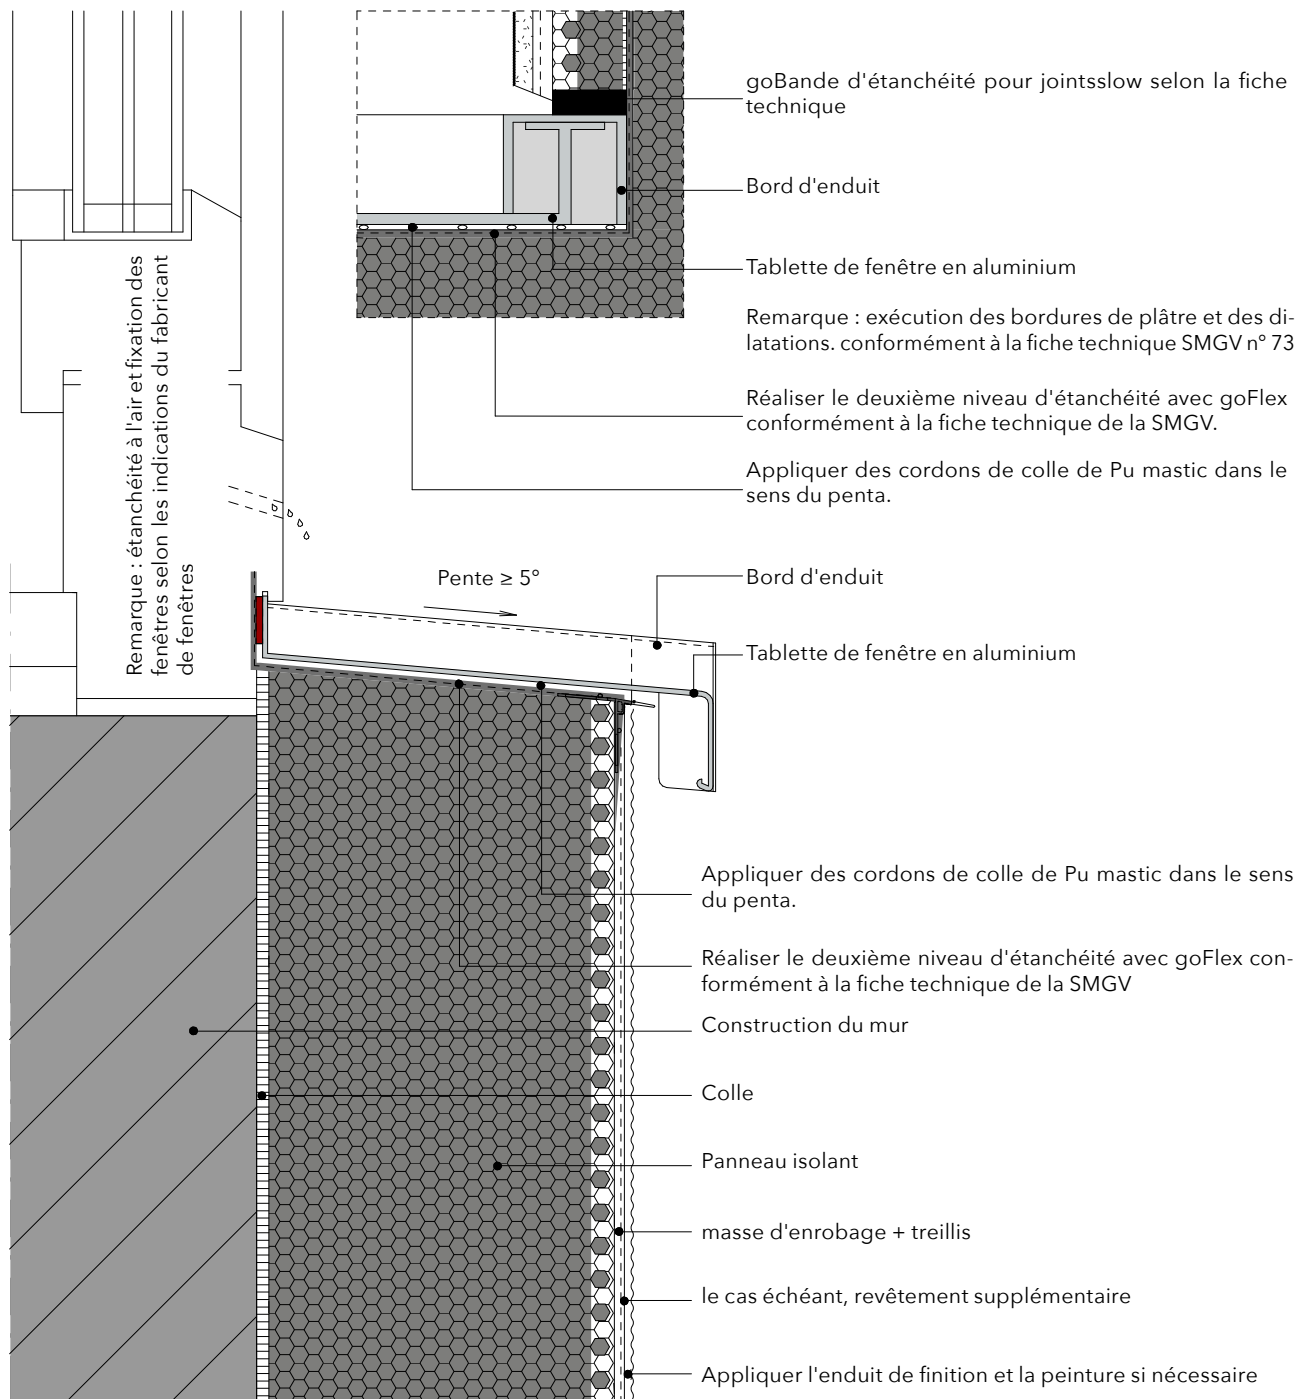 goBande d'étanchéité pour jointsslow selon la fiche
technique
Bord d'enduit
Tablette de fenêtre en aluminium
Remarque : exécution des bordures de plâtre et des di-
latations. conformément à la fiche technique SMGV n° 73
Réaliser le deuxième niveau d'étanchéité avec goFlex
conformément à la fiche technique de la SMGV.
Appliquer des cordons de colle de Pu mastic dans le
sens du penta.
Remarque : étanchéité à l'air et fixation des
fenêtres selon les indications du fabricant
de fenêtres
Pente ≥ 5°
Bord d'enduit
Tablette de fenêtre en aluminium
Appliquer des cordons de colle de Pu mastic dans le sens
du penta.
Réaliser le deuxième niveau d'étanchéité avec goFlex con-
formément à la fiche technique de la SMGV
Construction du mur
Colle
Panneau isolant
masse d'enrobage + treillis
le cas échéant, revêtement supplémentaire
Appliquer l'enduit de finition et la peinture si nécessaire